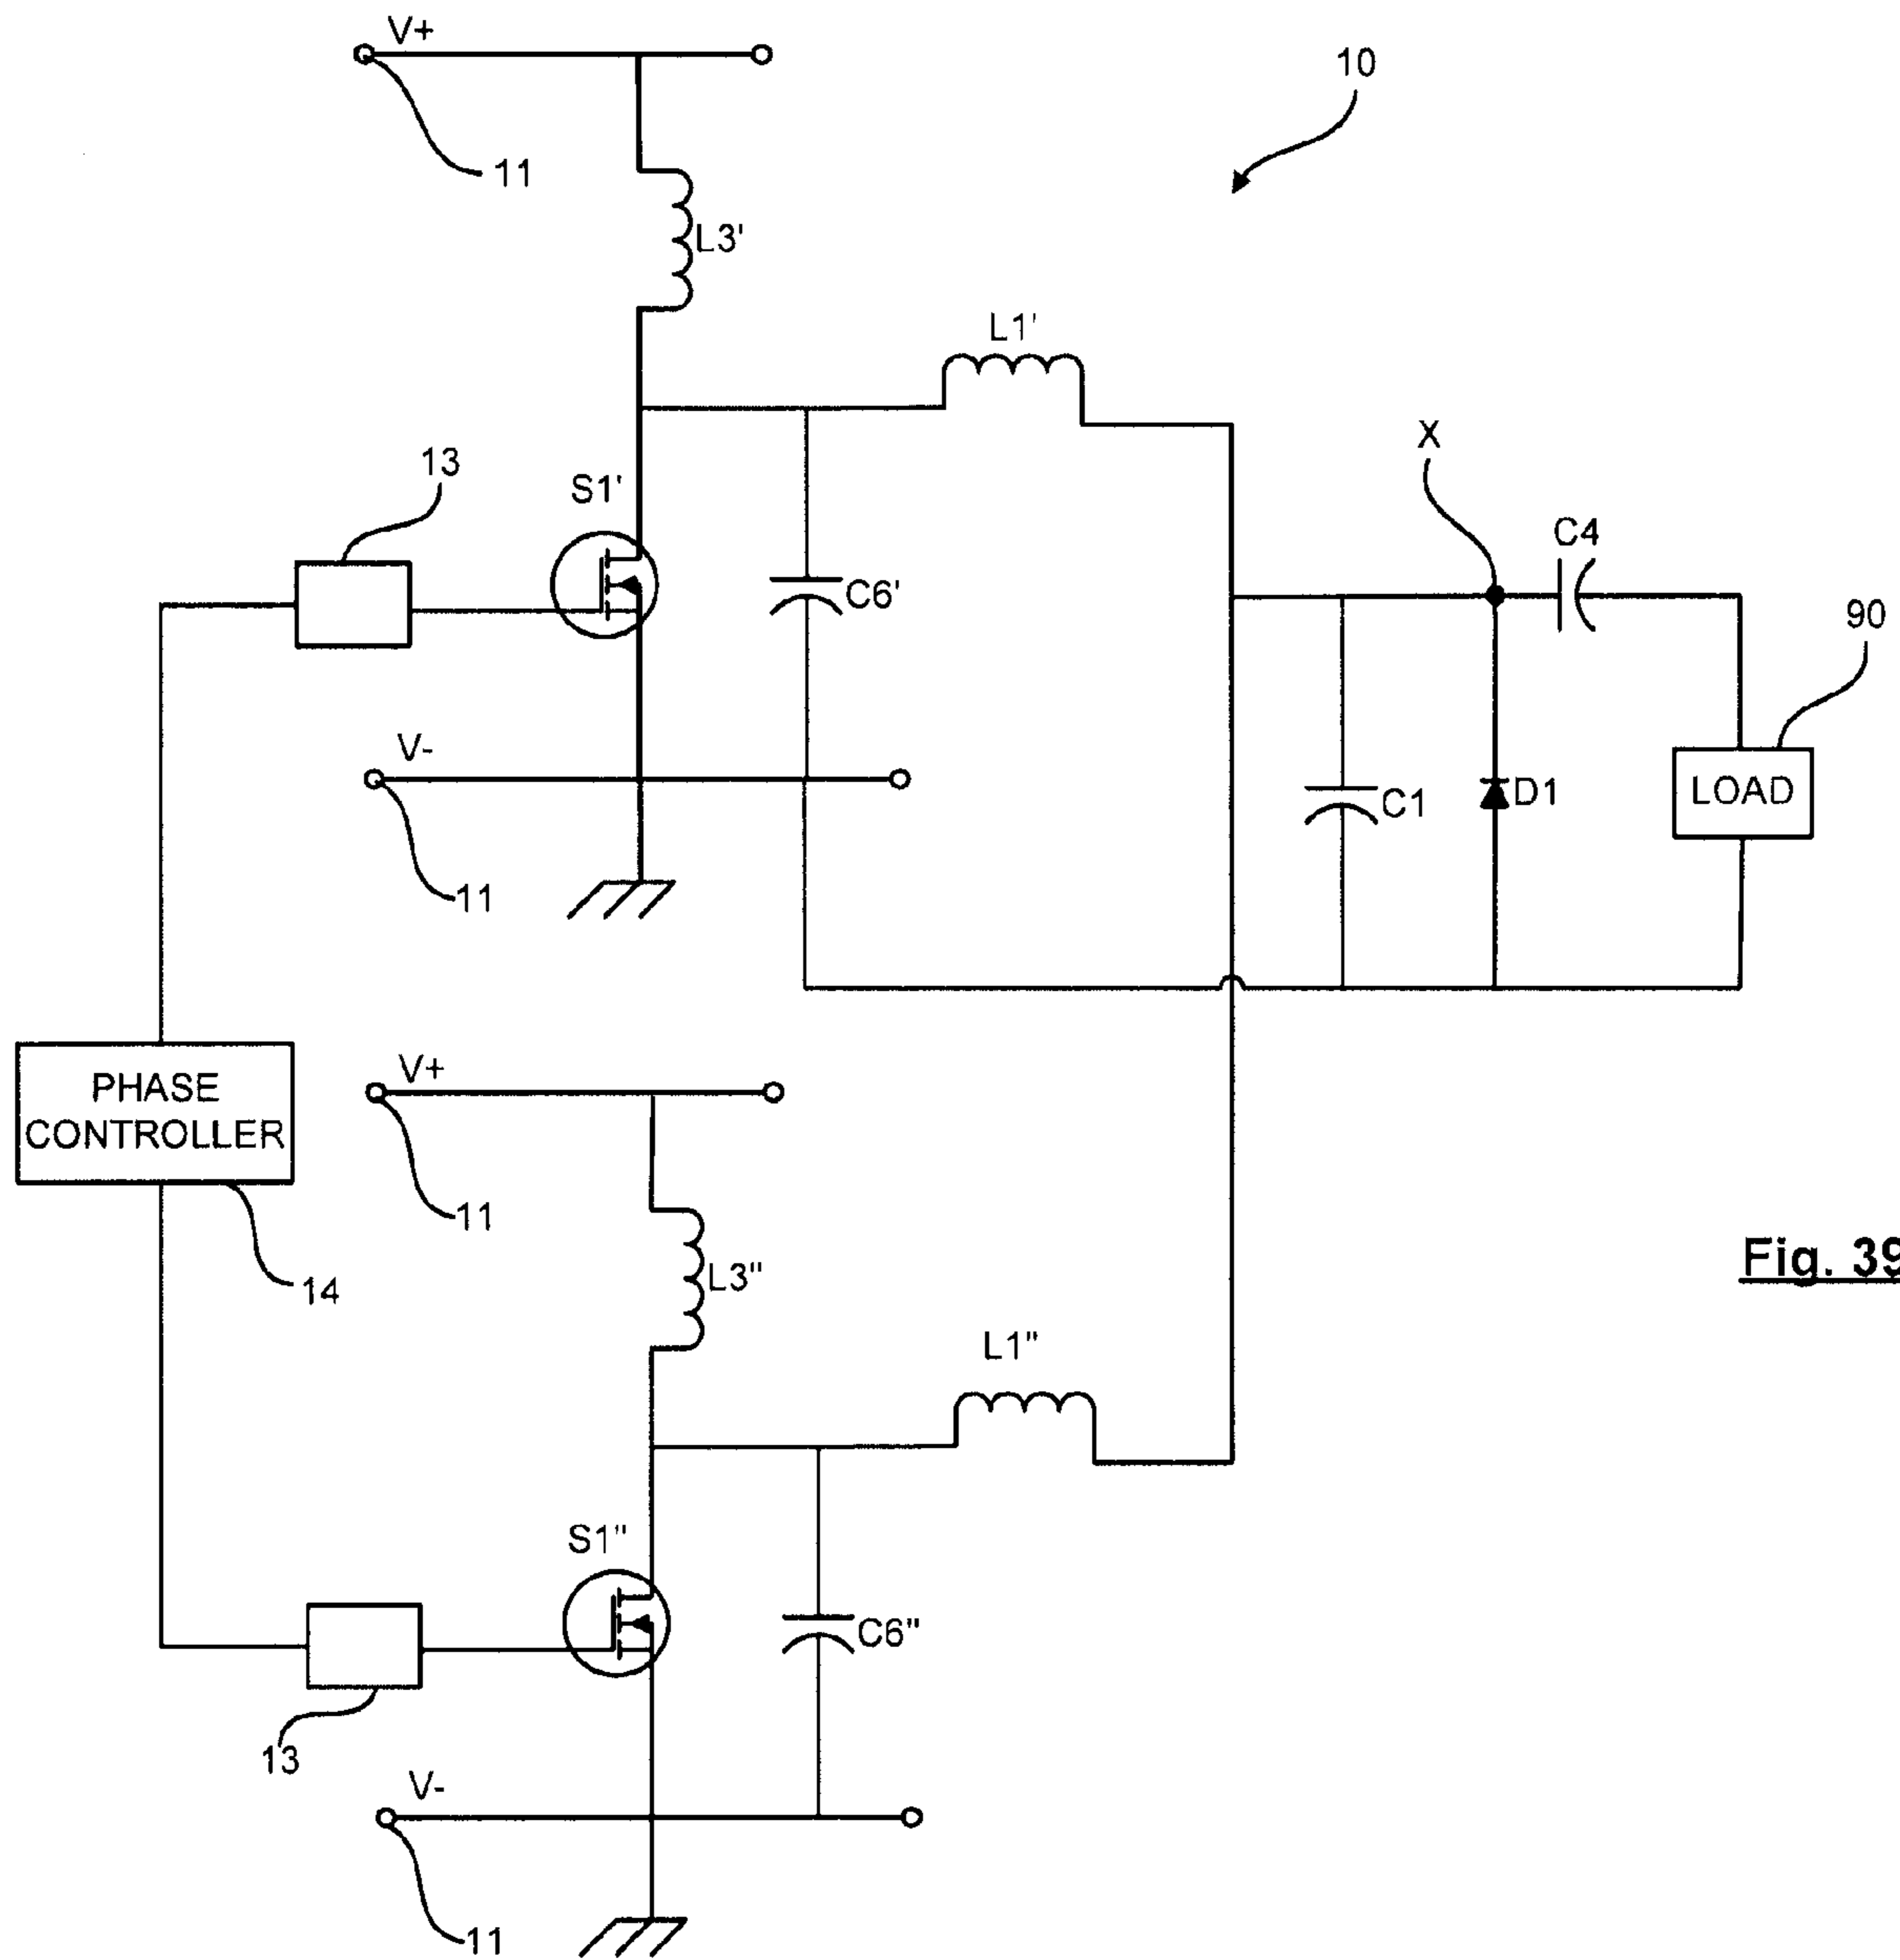 V+
10
11
L3'
L1'
X
13
S1'
C4
C6'
90
V-
LOAD
C1
D1
11
PHASE
CONTROLLER
V+
11
L3"
Fig. 39
14
L1"
S1"
C6"
13
V-
11